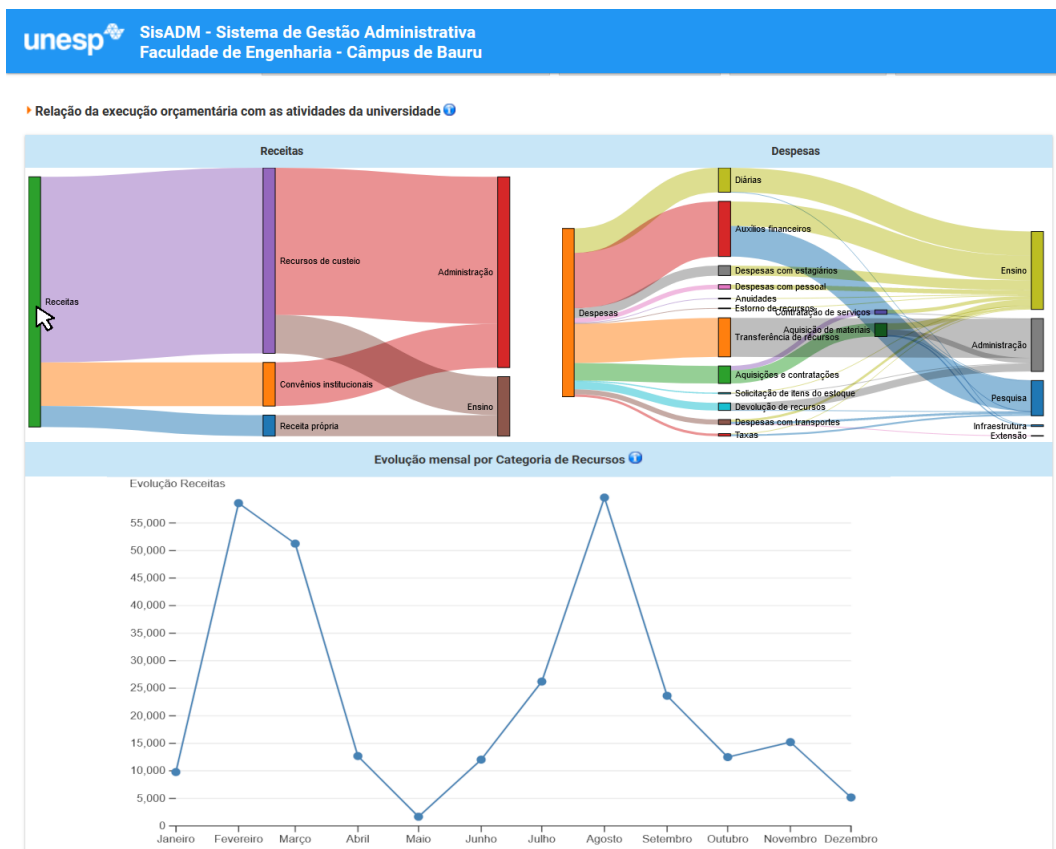 unesp
SisADM - Sistema de Gestão Administrativa
Faculdade de Engenharia - Câmpus de Bauru
Relação da execução orçamentária com as atividades da universidade
Receitas
Receitas
Recursos de custeio
Convênios institucionais
Receita própria
Administração
Ensino
Despesas
Despesas
Diárias
Auxílios financeiros
Despesas com estagiários
Despesas com pessoal
Anuidades
Estorno de recursos
Contratação de serviços
Aquisição de materiais
Transferência de recursos
Aquisições e contratações
Solicitação de itens do estoque
Devolução de recursos
Despesas com transportes
Taxas
Ensino
Administração
Pesquisa
Infraestrutura
Extensão
Evolução mensal por Categoria de Recursos
Evolução Receitas
55,000
50,000
45,000
40,000
35,000
30,000
25,000
20,000
15,000
10,000
5,000
0
Janeiro Fevereiro Março Abril Maio Junho Julho Agosto Setembro Outubro Novembro Dezembro